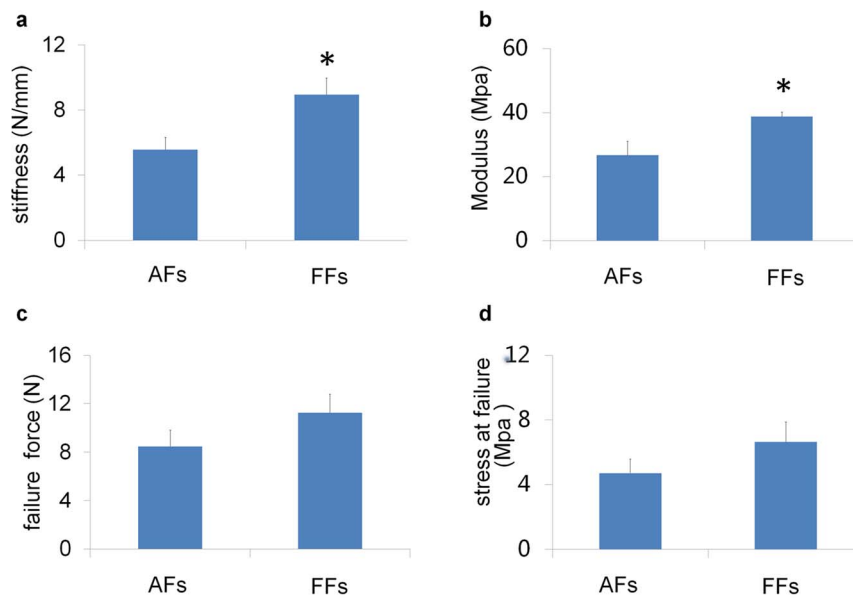 a
stiffness (N/mm)
12
8
4
0
*
AFs
FFs
b
Modulus (Mpa)
60
40
20
0
*
AFs
FFs
c
failure force (N)
16
12
8
4
0
AFs
FFs
d
stress at failure
(Mpa )
12
8
4
0
AFs
FFs